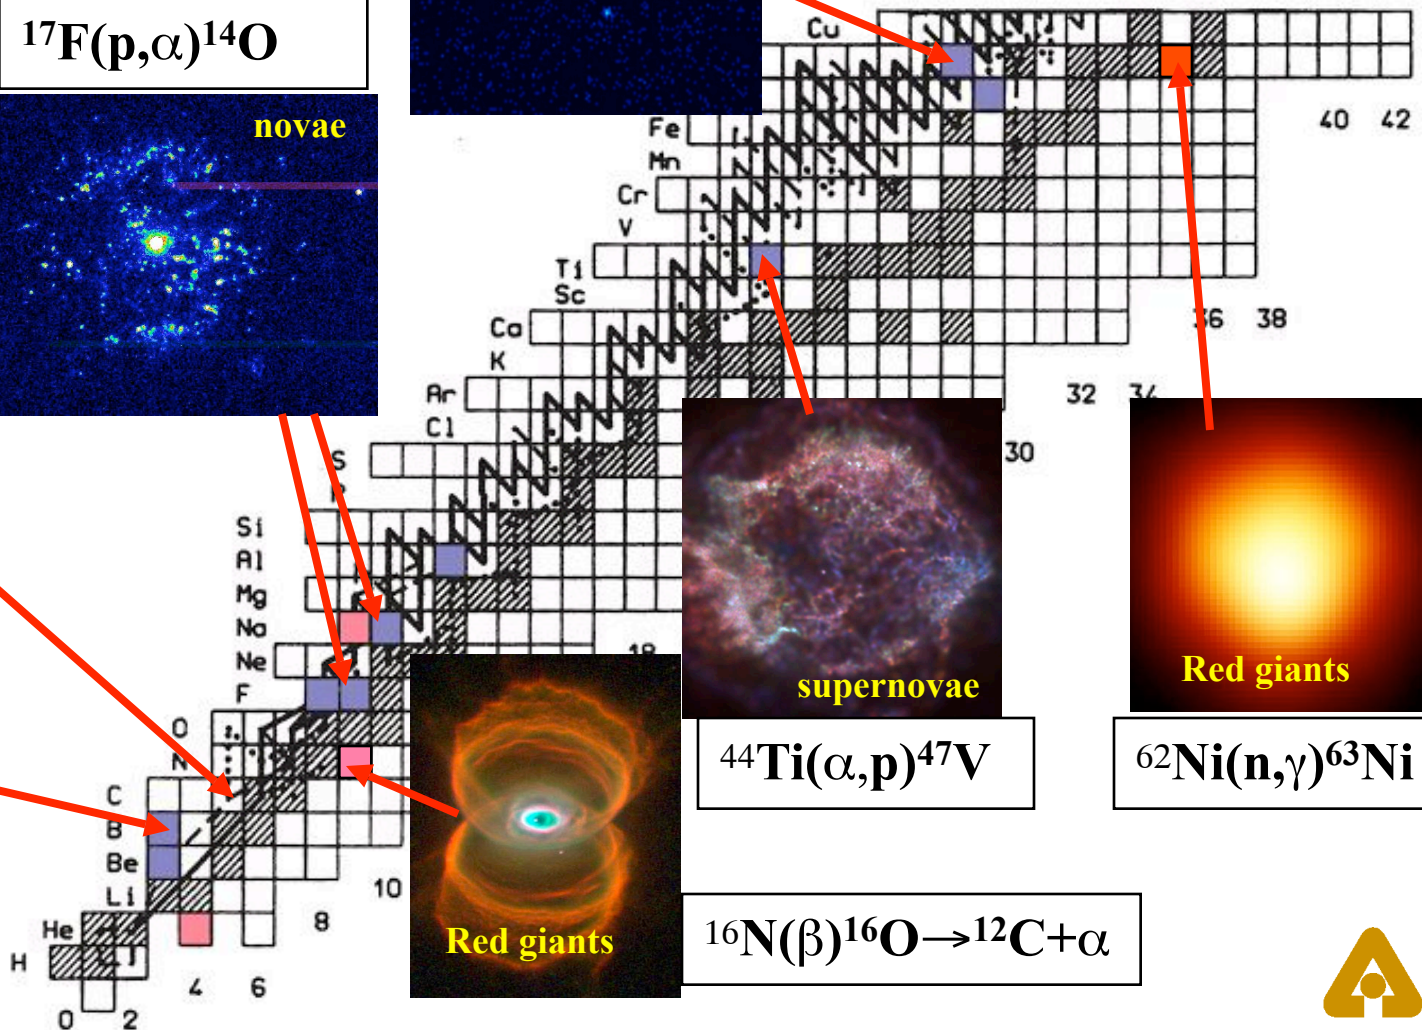 ¹⁷F(p,α)¹⁴O
novae
Cu
Fe
Mn
Cr
V
Ti
Sc
Ca
K
Ar
Cl
S
P
Si
Al
Mg
Na
Ne
F
O
N
C
B
Be
Li
He
H
0
2
4
6
8
10
18
30
32
34
36
38
40
42
supernovae
Red giants
⁴⁴Ti(α,p)⁴⁷V
⁶²Ni(n,γ)⁶³Ni
Red giants
¹⁶N(β)¹⁶O→¹²C+α